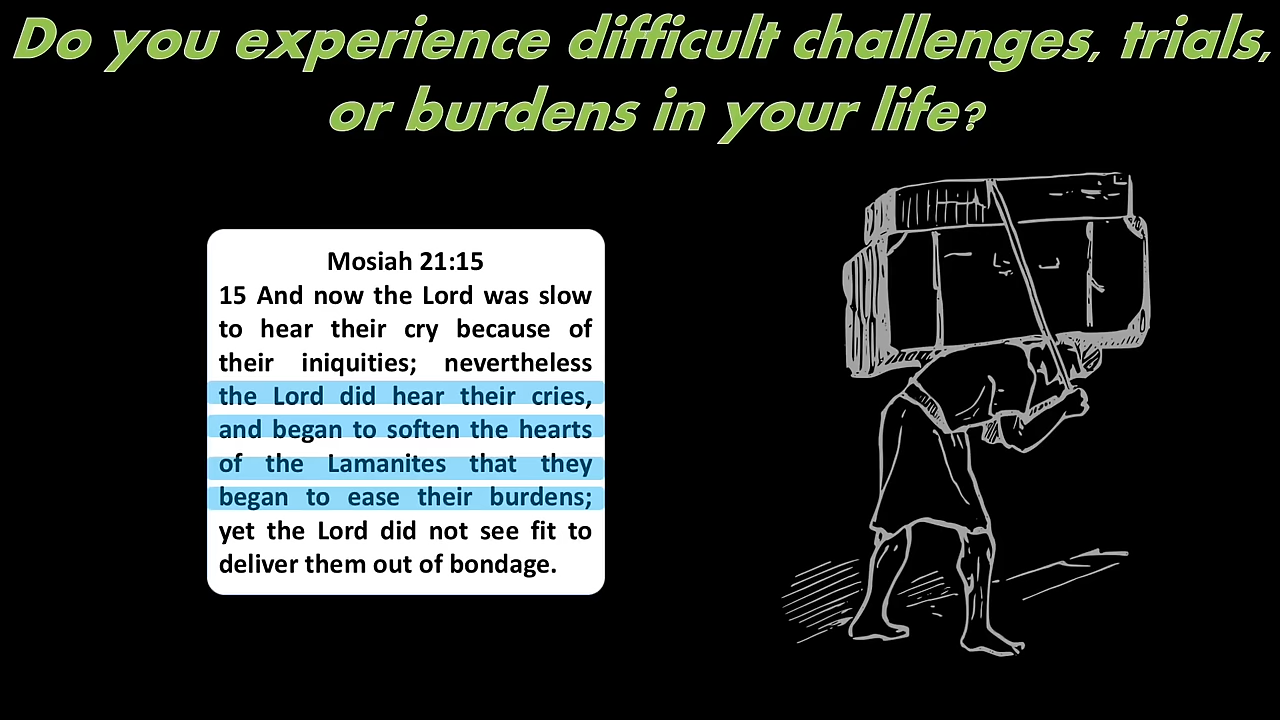 Do you experience difficult challenges, trials,
or burdens in your life?
Mosiah 21:15
15 And now the Lord was slow
to hear their cry because of
their iniquities; nevertheless
the Lord did hear their cries,
and began to soften the hearts
of the Lamanites that they
began to ease their burdens;
yet the Lord did not see fit to
deliver them out of bondage.